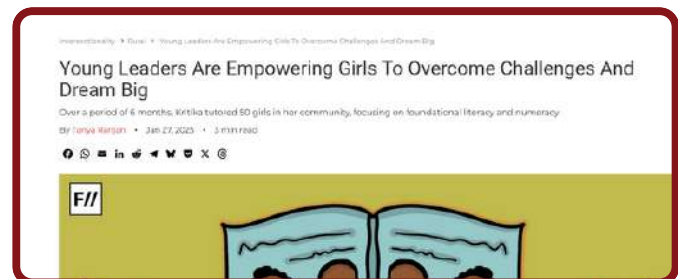 Intersectionality > Rural > Young Leaders Are Empowering Girls To Overcome Challenges And Dream Big
Young Leaders Are Empowering Girls To Overcome Challenges And
Dream Big
Over a period of 6 months, Kritika tutored 50 girls in her community, focusing on foundational literacy and numeracy
By Tanya • Jan 27, 2025 • 3 min read
F//